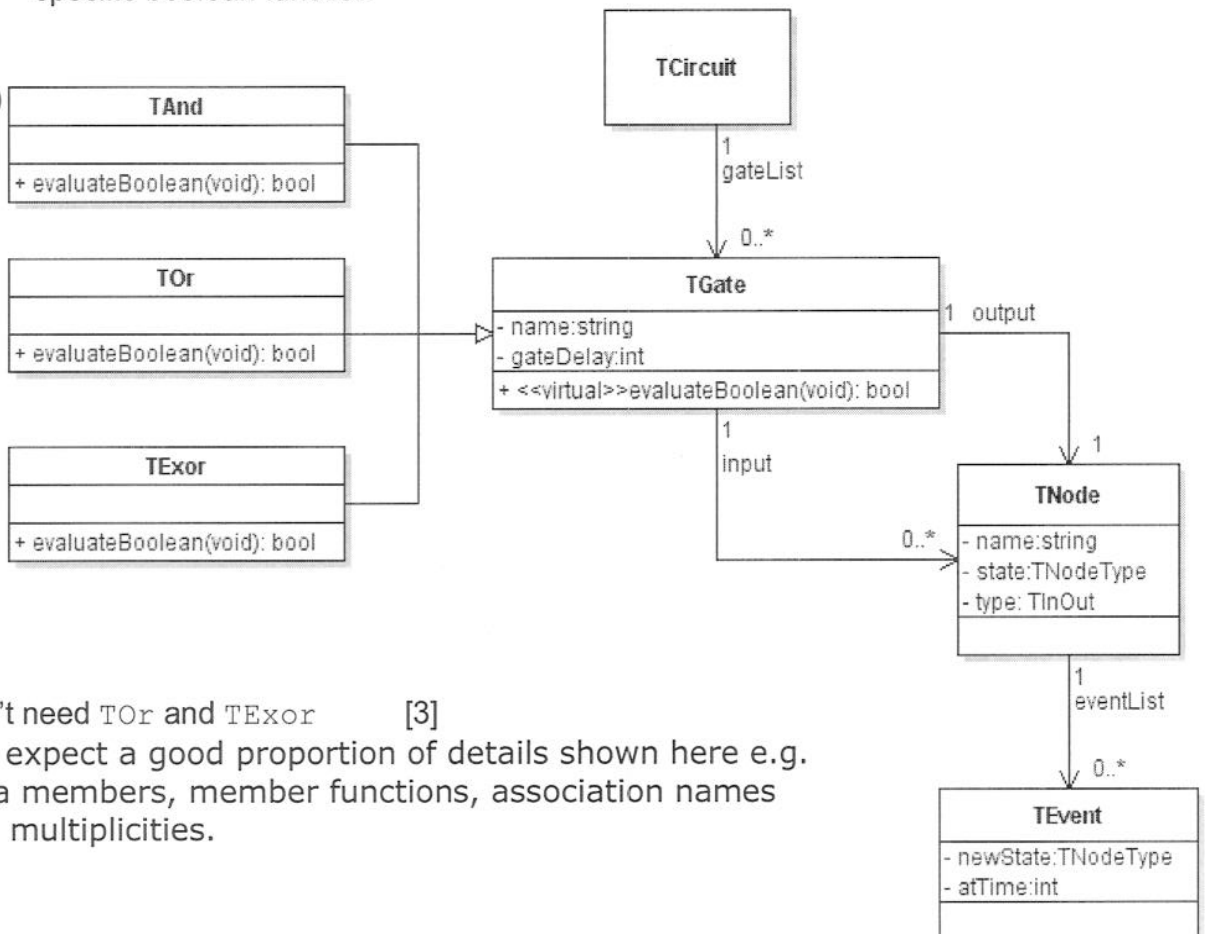 TCircuit
)
TAnd
+ evaluateBoolean(void): bool
1
gateList
0..*
TOr
+ evaluateBoolean(void): bool
TGate
- name:string
- gateDelay:int
+ <<virtual>>evaluateBoolean(void): bool
1 output
1
input
1
TExor
+ evaluateBoolean(void): bool
0..*
TNode
- name:string
- state:TNodeType
- type: TInOut
1
eventList
0..*
't need TOr and TExor [3]
expect a good proportion of details shown here e.g.
a members, member functions, association names
multiplicities.
TEvent
- newState:TNodeType
- atTime:int